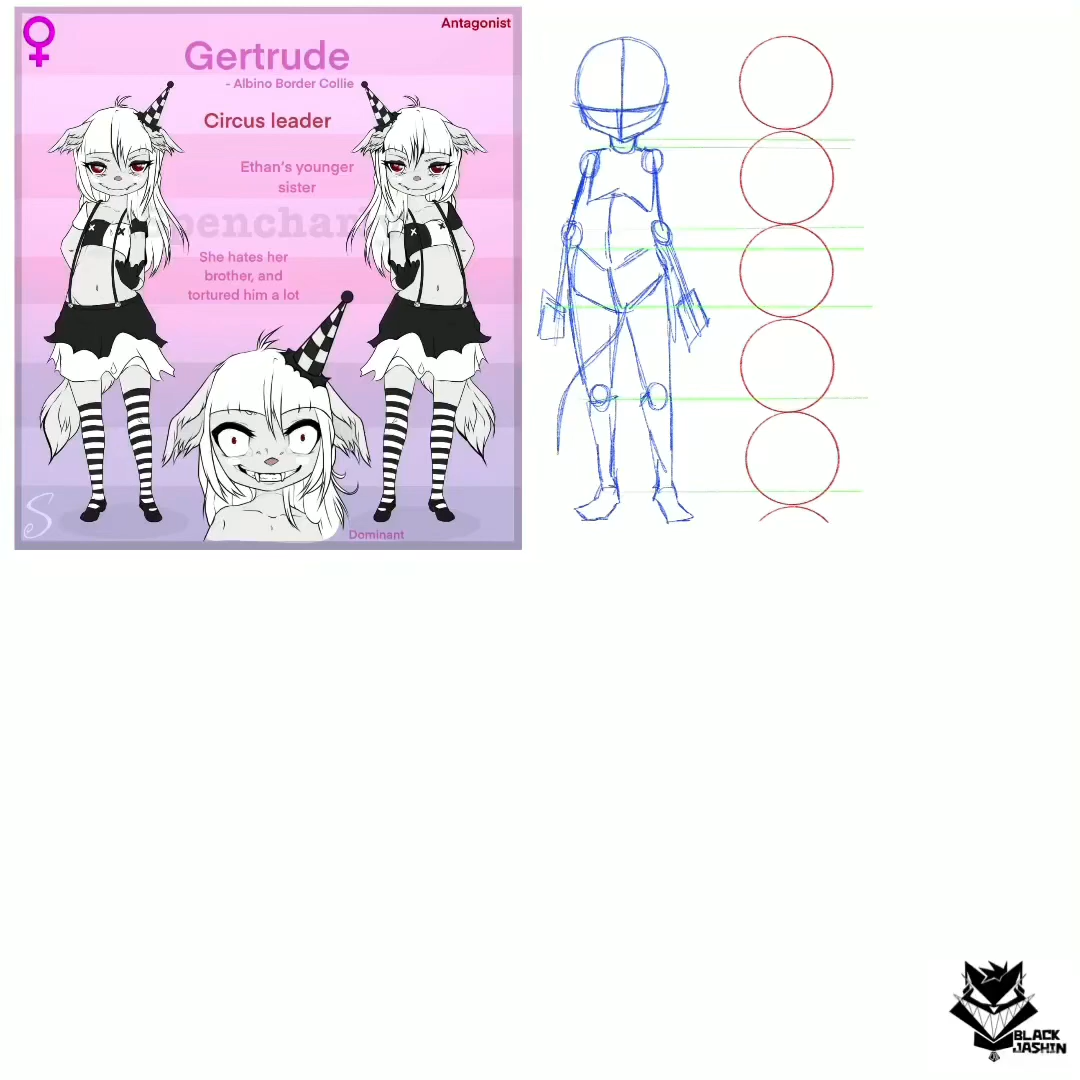 Antagonist
Gertrude
- Albino Border Collie
Circus leader
Ethan's younger
sister
She hates her
brother, and
tortured him a lot
Dominant
BLACK
JASHIN